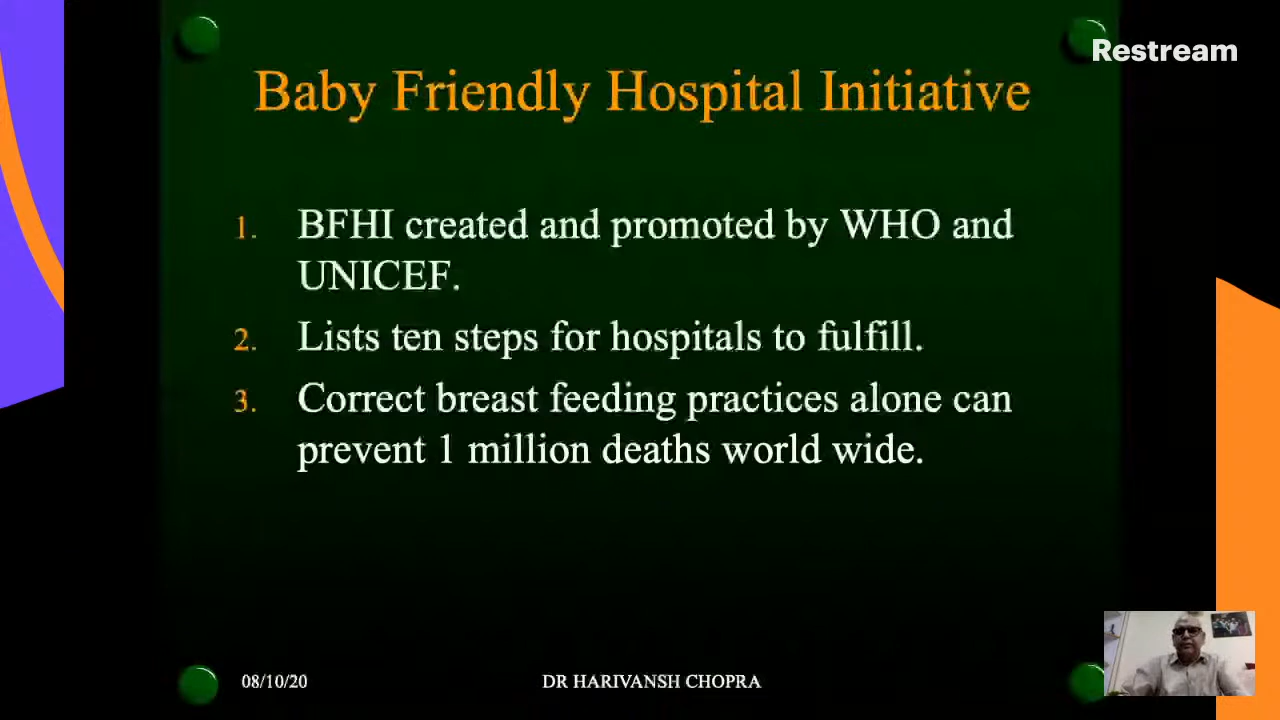 Restream
Baby Friendly Hospital Initiative
1. BFHI created and promoted by WHO and
UNICEF.
2. Lists ten steps for hospitals to fulfill.
3. Correct breast feeding practices alone can
prevent 1 million deaths world wide.
08/10/20 DR HARIVANSH CHOPRA